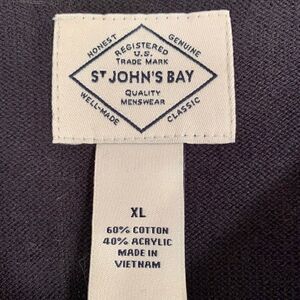 HONEST
GENUINE
REGISTERED
U.S.
TRADE MARK
ST JOHN'S BAY
QUALITY
MENSWEAR
WELL-MADE
CLASSIC
XL
60% COTTON
40% ACRYLIC
MADE IN
VIETNAM